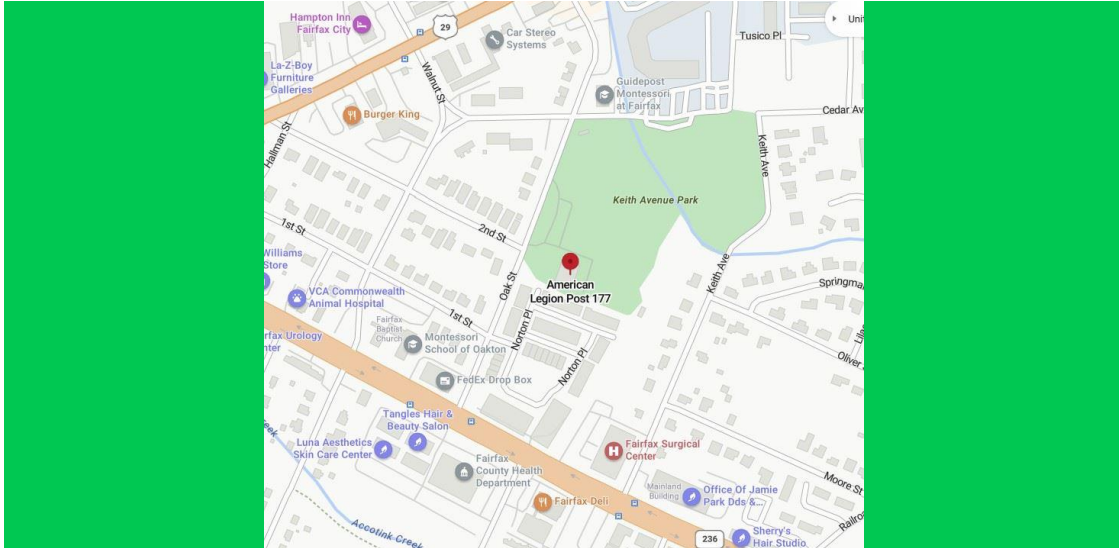 Hampton Inn
Fairfax City
29
Car Stereo
Systems
Tusico Pl
La-Z-Boy
Furniture
Galleries
Walnut St
Guidepost
Montessori
at Fairfax
Burger King
Cedar Av
Hallman St
Keith Ave
Keith Avenue Park
1st St
2nd St
Williams
Store
Oak St
American
Legion Post 177
Keith Ave
Springma
VCA Commonwealth
Animal Hospital
1st St
Fairfax
Baptist
Church
Montessori
School of Oakton
rfax Urology
nter
Norton Pl
Norton Pl
Oliver
FedEx Drop Box
Tangles Hair &
Beauty Salon
Luna Aesthetics
Skin Care Center
Fairfax Surgical
Center
Fairfax
County Health
Department
Moore St
Mainland
Building
Office Of Jamie
Park Dds &...
Fairfax Deli
Accotink Creek
236
Sherry's
Hair Studio
Railro